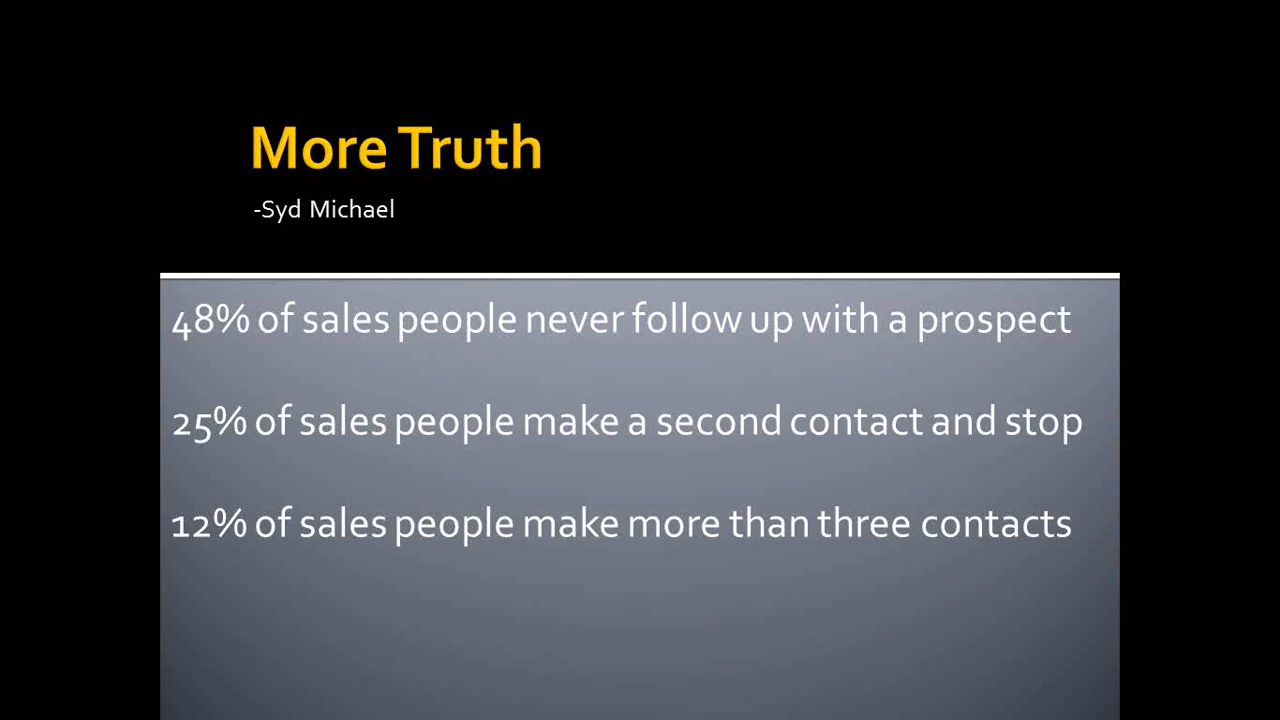 More Truth
-Syd Michael
48% of sales people never follow up with a prospect
25% of sales people make a second contact and stop
12% of sales people make more than three contacts